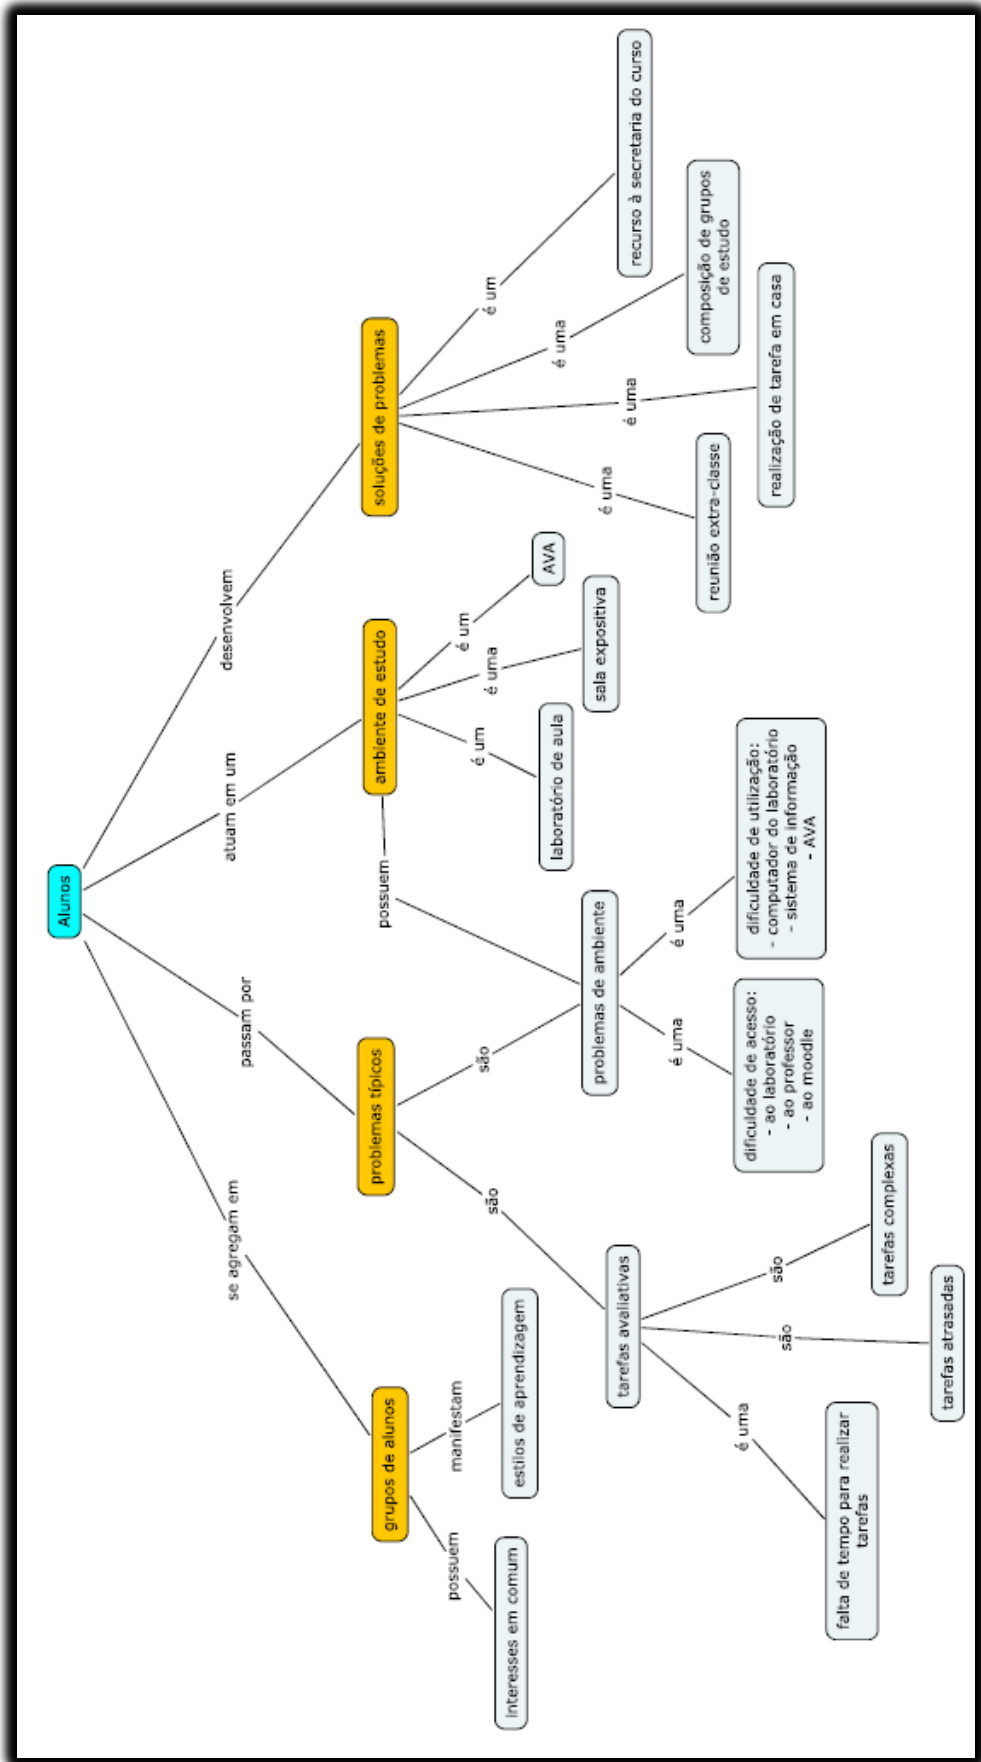 Alunos
se agregam em
passam por
atuam em um
desenvolvem
grupos de alunos
problemas típicos
ambiente de estudo
soluções de problemas
possuem
manifestam
interesses em comum
estilos de aprendizagem
são
são
possuem
tarefas avaliativas
problemas de ambiente
é uma
são
são
falta de tempo para realizar
tarefas
tarefas atrasadas
tarefas complexas
é uma
é uma
dificuldade de acesso:
- ao laboratório
- ao professor
- ao moodle
dificuldade de utilização:
- computador do laboratório
- sistema de informação
- AVA
é um
é uma
é um
laboratório de aula
sala expositiva
AVA
é uma
é uma
é uma
é um
reunião extra-classe
realização de tarefa em casa
composição de grupos
de estudo
recurso à secretaria do curso